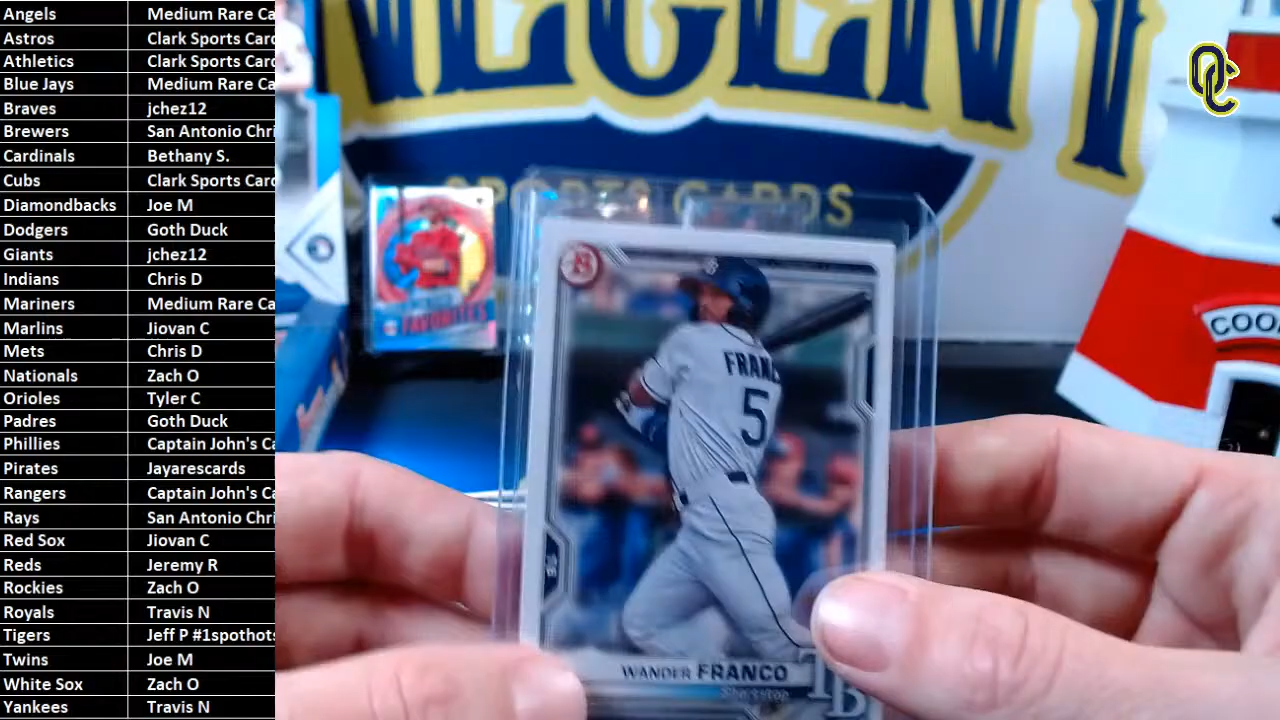 Angels Medium Rare Ca
Astros Clark Sports Card
Athletics Clark Sports Card
Blue Jays Medium Rare Ca
Braves jchez12
Brewers San Antonio Chri
Cardinals Bethany S.
Cubs Clark Sports Card
Diamondbacks Joe M
Dodgers Goth Duck
Giants jchez12
Indians Chris D
Mariners Medium Rare Ca
Marlins Jiovan C
Mets Chris D
Nationals Zach O
Orioles Tyler C
Padres Goth Duck
Phillies Captain John's Ca
Pirates Jayarescards
Rangers Captain John's Ca
Rays San Antonio Chri
Red Sox Jiovan C
Reds Jeremy R
Rockies Zach O
Royals Travis N
Tigers Jeff P #1spothots
Twins Joe M
White Sox Zach O
Yankees Travis N
OC
SPORTS CARDS
FAVORITES
COO
B
FRANC
5
WANDER FRANCO
Shortstop
TB